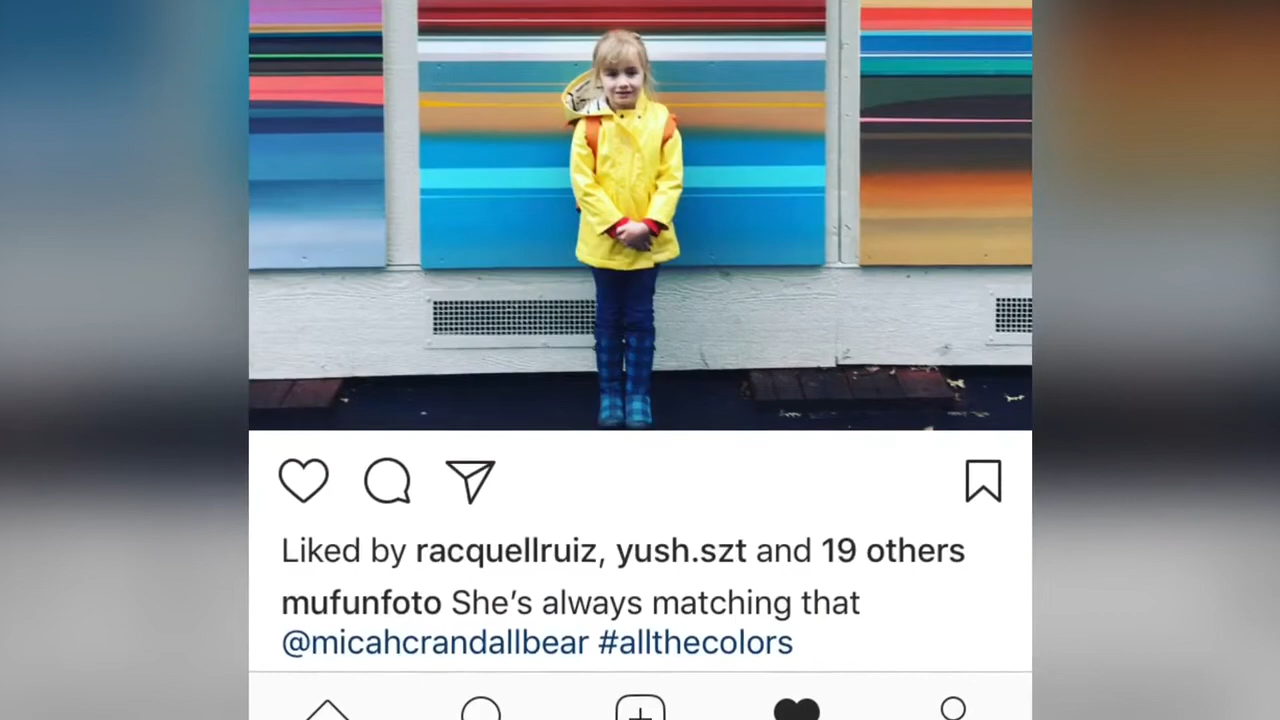 Liked by racquellruiz, yush.szt and 19 others
mufunfoto She's always matching that
@micahcrandallbear #allthecolors